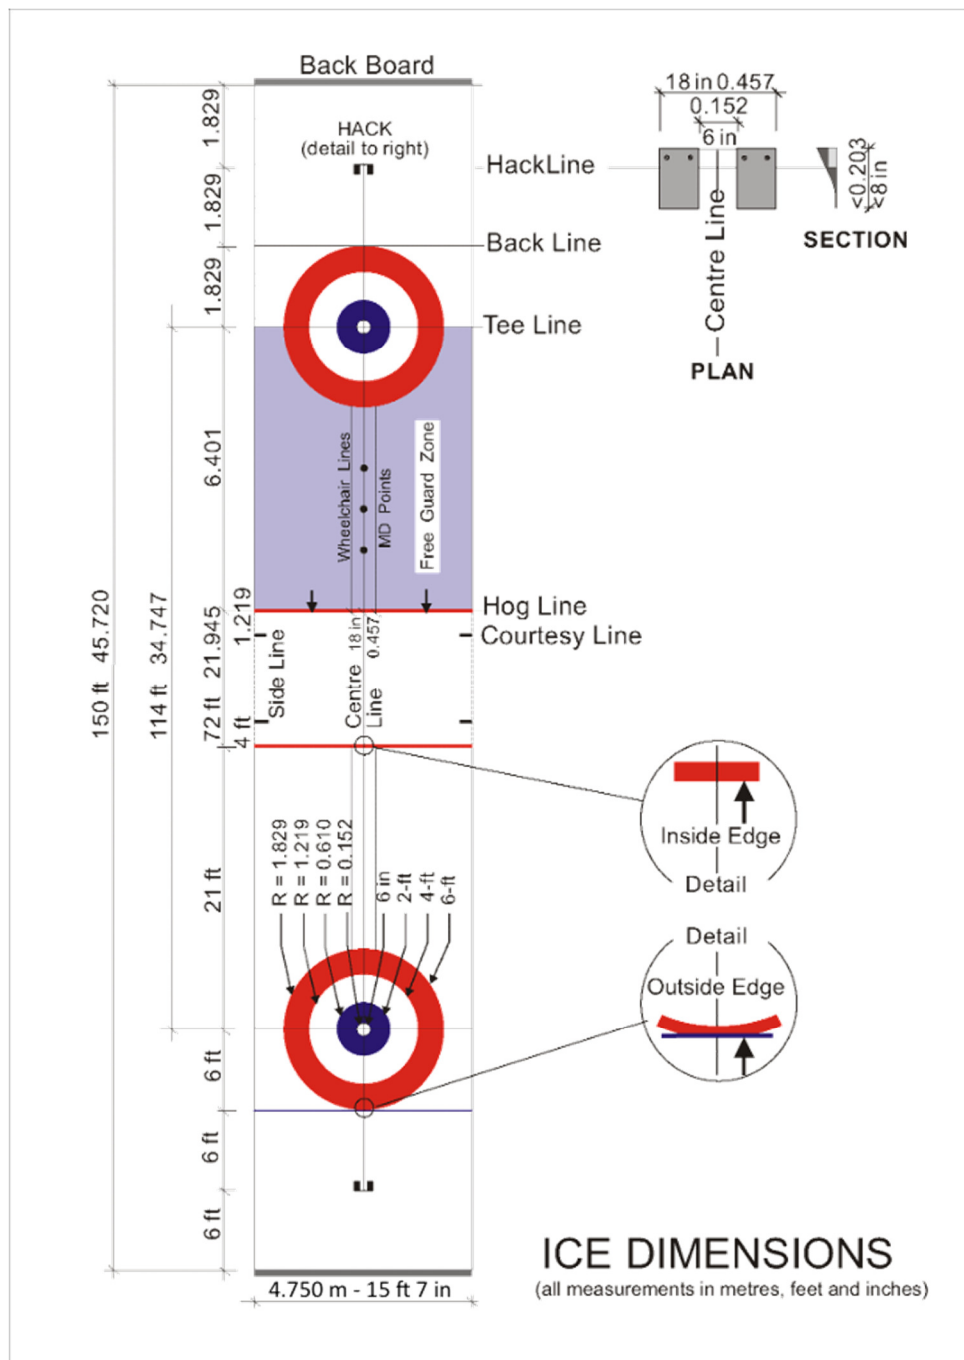 Back Board
HACK
(detail to right)
HackLine
Back Line
Tee Line
Hog Line
Courtesy Line
18 in 0.457
0.152
6 in
Centre Line
PLAN
<0.203
<8 in
SECTION
1.829
1.829
1.829
6.401
150 ft 45.720
114 ft 34.747
72 ft 21.945
4 ft 1.219
Wheelchair Lines
MD Points
Free Guard Zone
Side Line
Centre 18 in
Line 0.457
21 ft
R = 1.829
R = 1.219
R = 0.610
R = 0.152
6 in
2-ft
4-ft
6-ft
Inside Edge
Detail
Detail
Outside Edge
6 ft
6 ft
6 ft
4.750 m - 15 ft 7 in
ICE DIMENSIONS
(all measurements in metres, feet and inches)